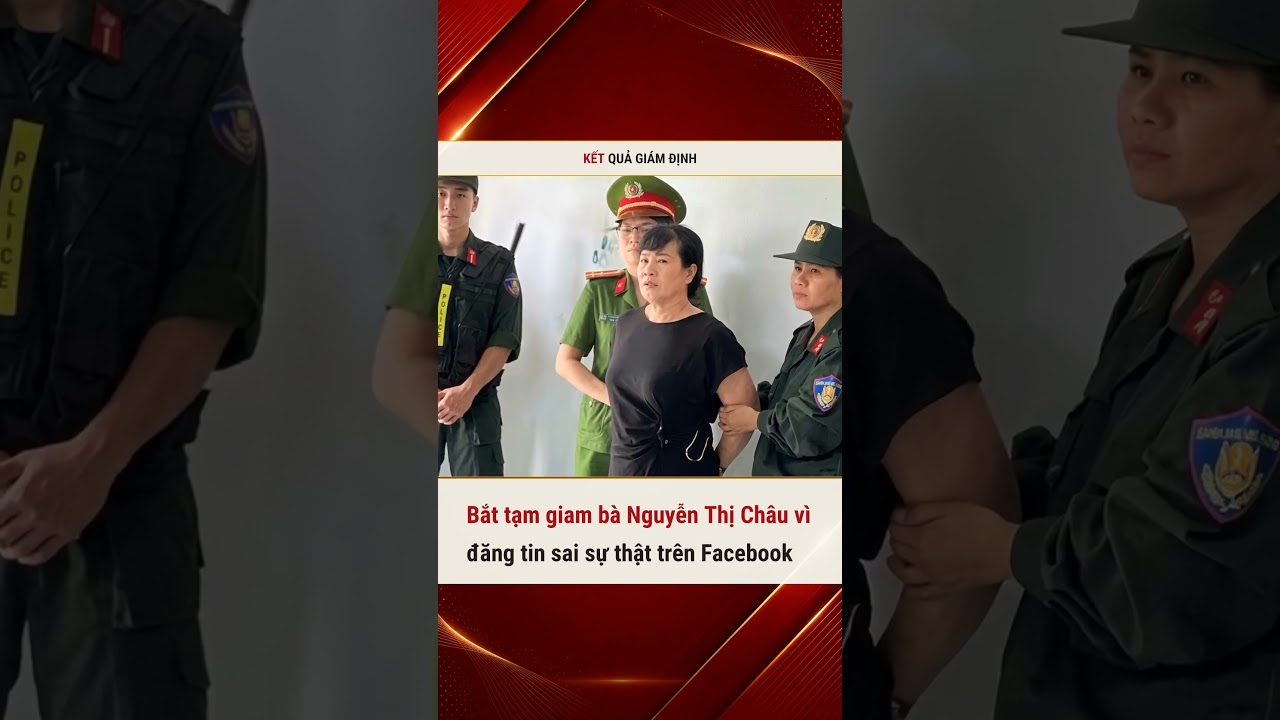 KẾT QUẢ GIÁM ĐỊNH
POLICE
POLICE
Bắt tạm giam bà Nguyễn Thị Châu vì
đăng tin sai sự thật trên Facebook